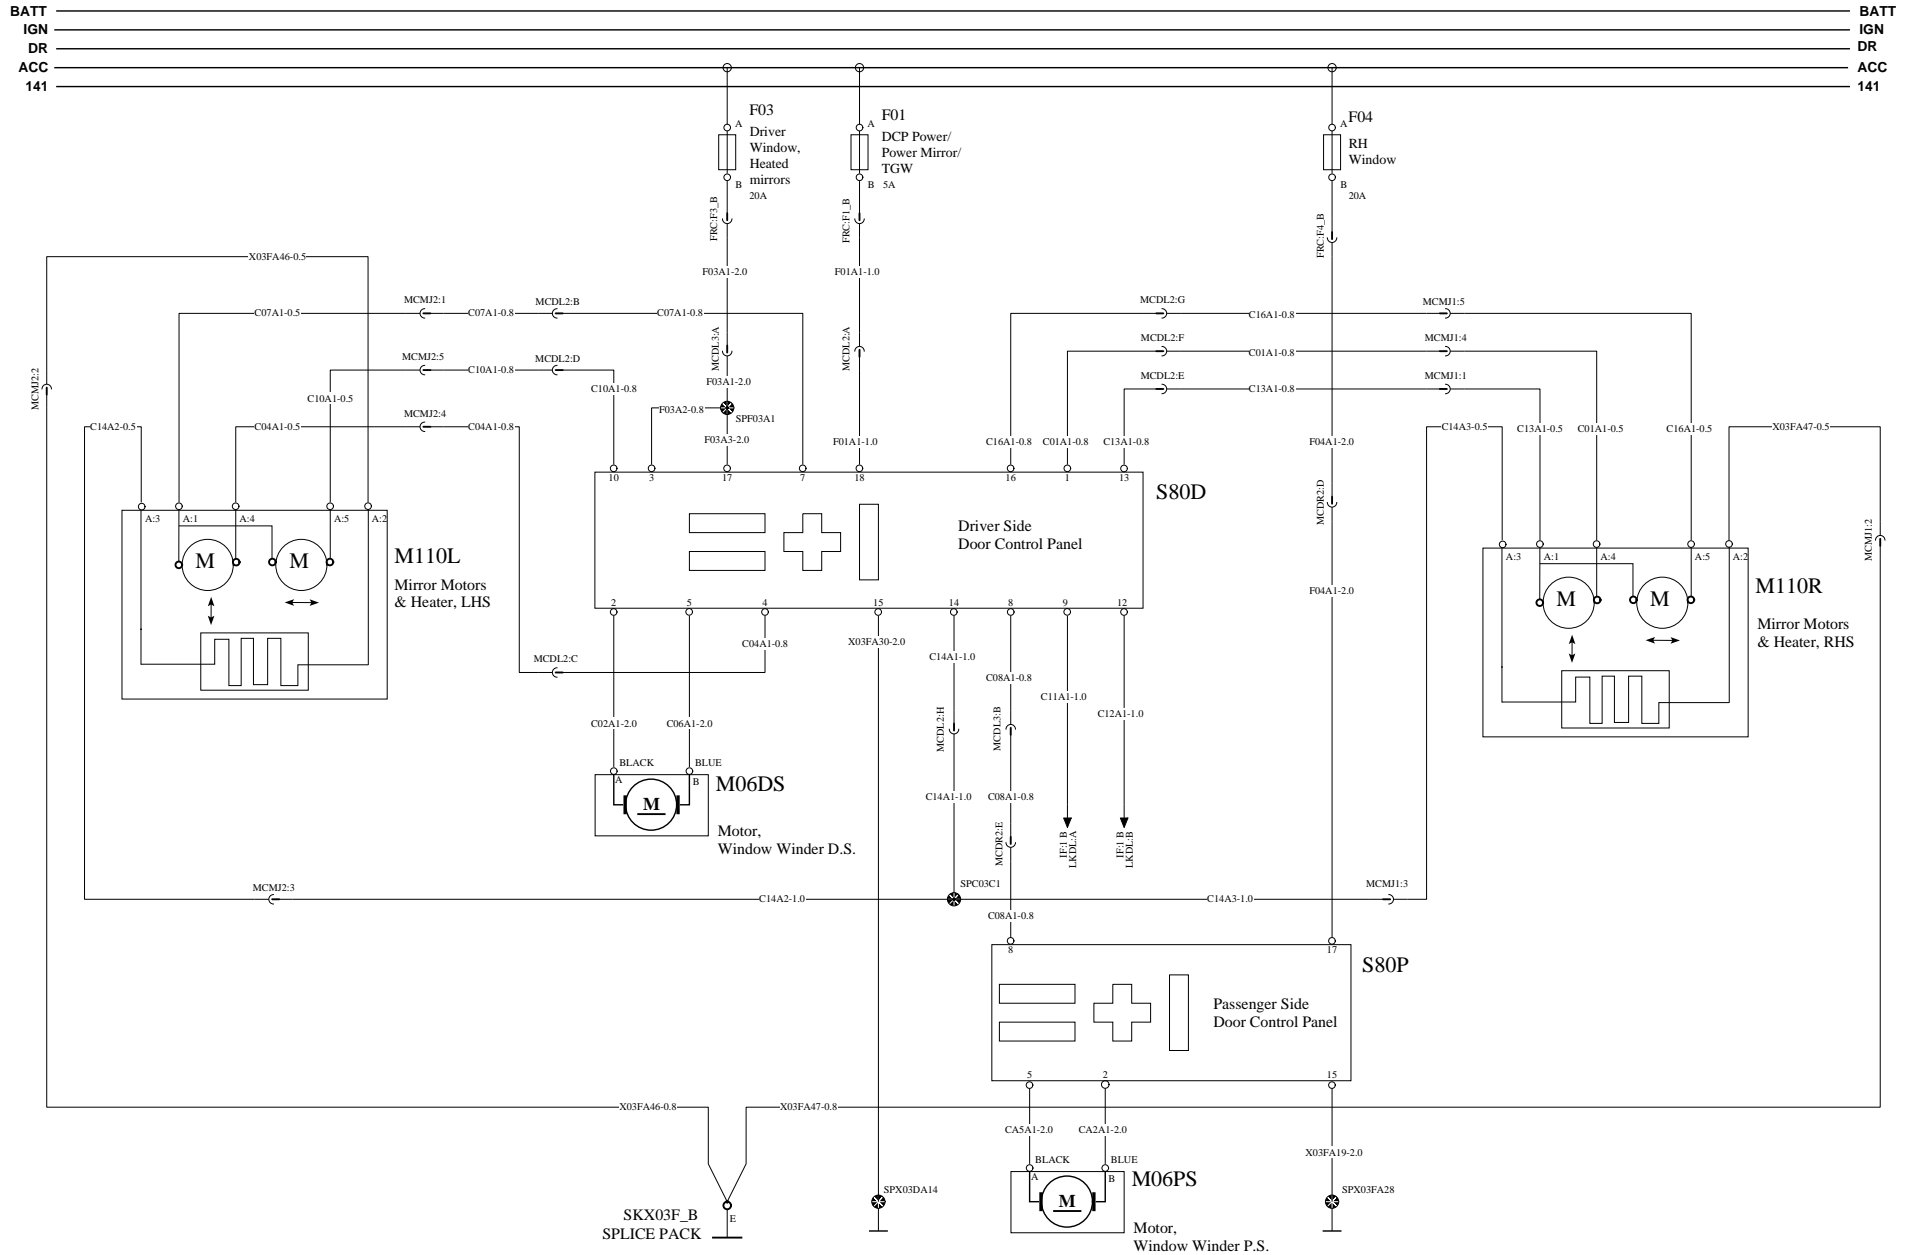 BATT
BATT
IGN
IGN
DR
DR
ACC
ACC
141
141
F03
A
Driver
Window,
Heated
mirrors
B
20A
F01
A
DCP Power/
Power Mirror/
TGW
B
5A
F04
A
RH
Window
B
20A
FRC:F3_B
FRC:F1_B
FRC:F4_B
X03FA46-0.5
F03A1-2.0
F01A1-1.0
MCMJ2:1
MCDL2:B
C07A1-0.5
C07A1-0.8
C07A1-0.8
MCDL2:G
MCMJ1:5
C16A1-0.8
MCDL3:A
MCDL2:A
MCDL2:F
MCMJ1:4
C01A1-0.8
MCMJ2:5
MCDL2:D
C10A1-0.8
MCMJ2:2
C10A1-0.8
F03A1-2.0
MCDL2:E
MCMJ1:1
C13A1-0.8
C10A1-0.5
F03A2-0.8
SPF03A1
C14A2-0.5
C04A1-0.5
MCMJ2:4
C04A1-0.8
F03A3-2.0
F01A1-1.0
C16A1-0.8
C01A1-0.8
C13A1-0.8
F04A1-2.0
C14A3-0.5
C13A1-0.5
C01A1-0.5
C16A1-0.5
X03FA47-0.5
10
3
17
7
18
16
1
13
S80D
Driver Side
Door Control Panel
MCDR2:D
MCMJ1:2
A:3
A:1
A:4
A:5
A:2
M
M
M110L
Mirror Motors
& Heater, LHS
A:3
A:1
A:4
A:5
A:2
M
M
M110R
Mirror Motors
& Heater, RHS
F04A1-2.0
2
5
4
15
14
8
9
12
C04A1-0.8
X03FA30-2.0
C14A1-1.0
C08A1-0.8
C11A1-1.0
C12A1-1.0
MCDL2:C
C02A1-2.0
C06A1-2.0
MCDL2:H
MCDL3:B
BLACK
BLUE
A
B
M
M06DS
Motor,
Window Winder D.S.
C14A1-1.0
C08A1-0.8
MCDR2:E
IF:1 B
LKDL:A
IF:1 B
LKDL:B
MCMJ2:3
C14A2-1.0
SPC03C1
C14A3-1.0
MCMJ1:3
C08A1-0.8
8
17
S80P
Passenger Side
Door Control Panel
5
2
15
X03FA46-0.8
X03FA47-0.8
CA5A1-2.0
CA2A1-2.0
X03FA19-2.0
BLACK
BLUE
A
B
M
M06PS
Motor,
Window Winder P.S.
SPX03DA14
SPX03FA28
SKX03F_B
SPLICE PACK
E